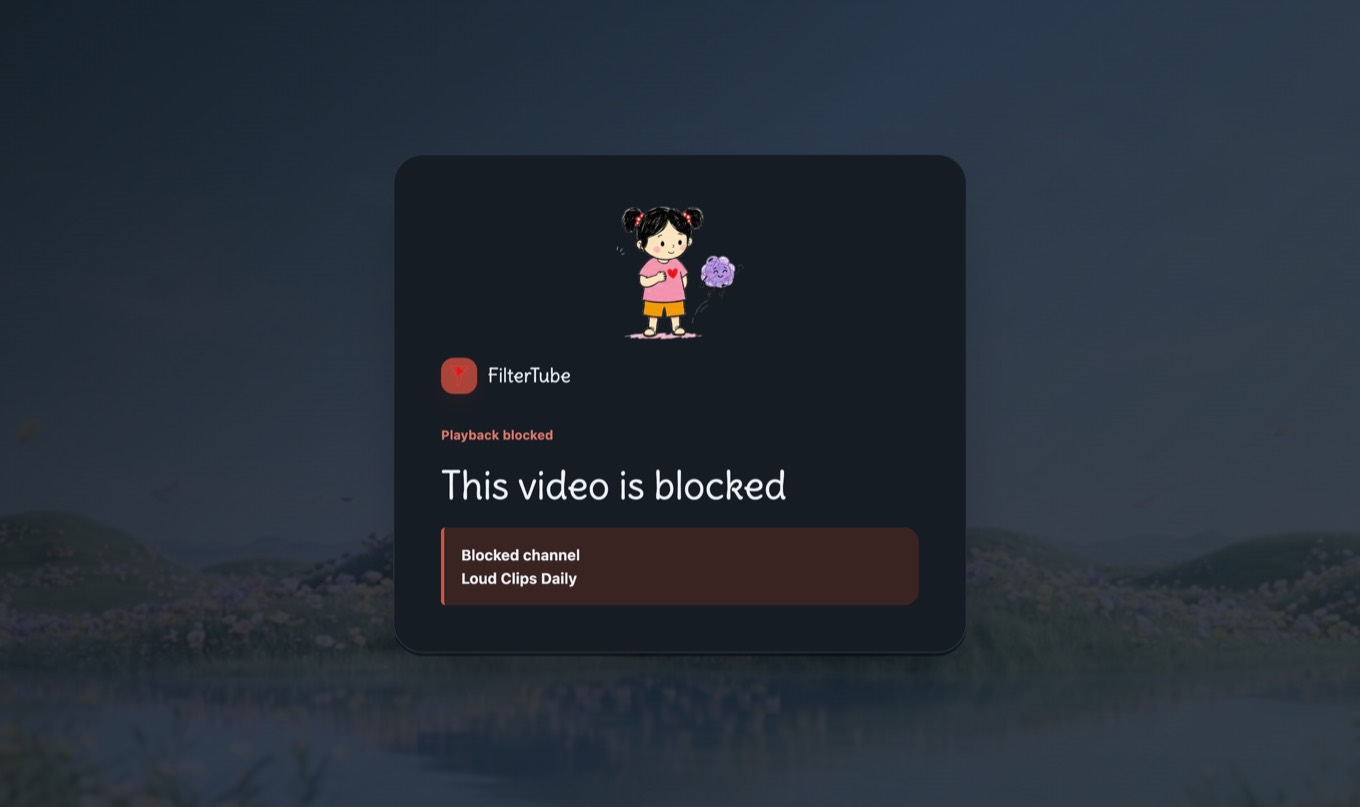 FilterTube
Playback blocked
This video is blocked
Blocked channel
Loud Clips Daily